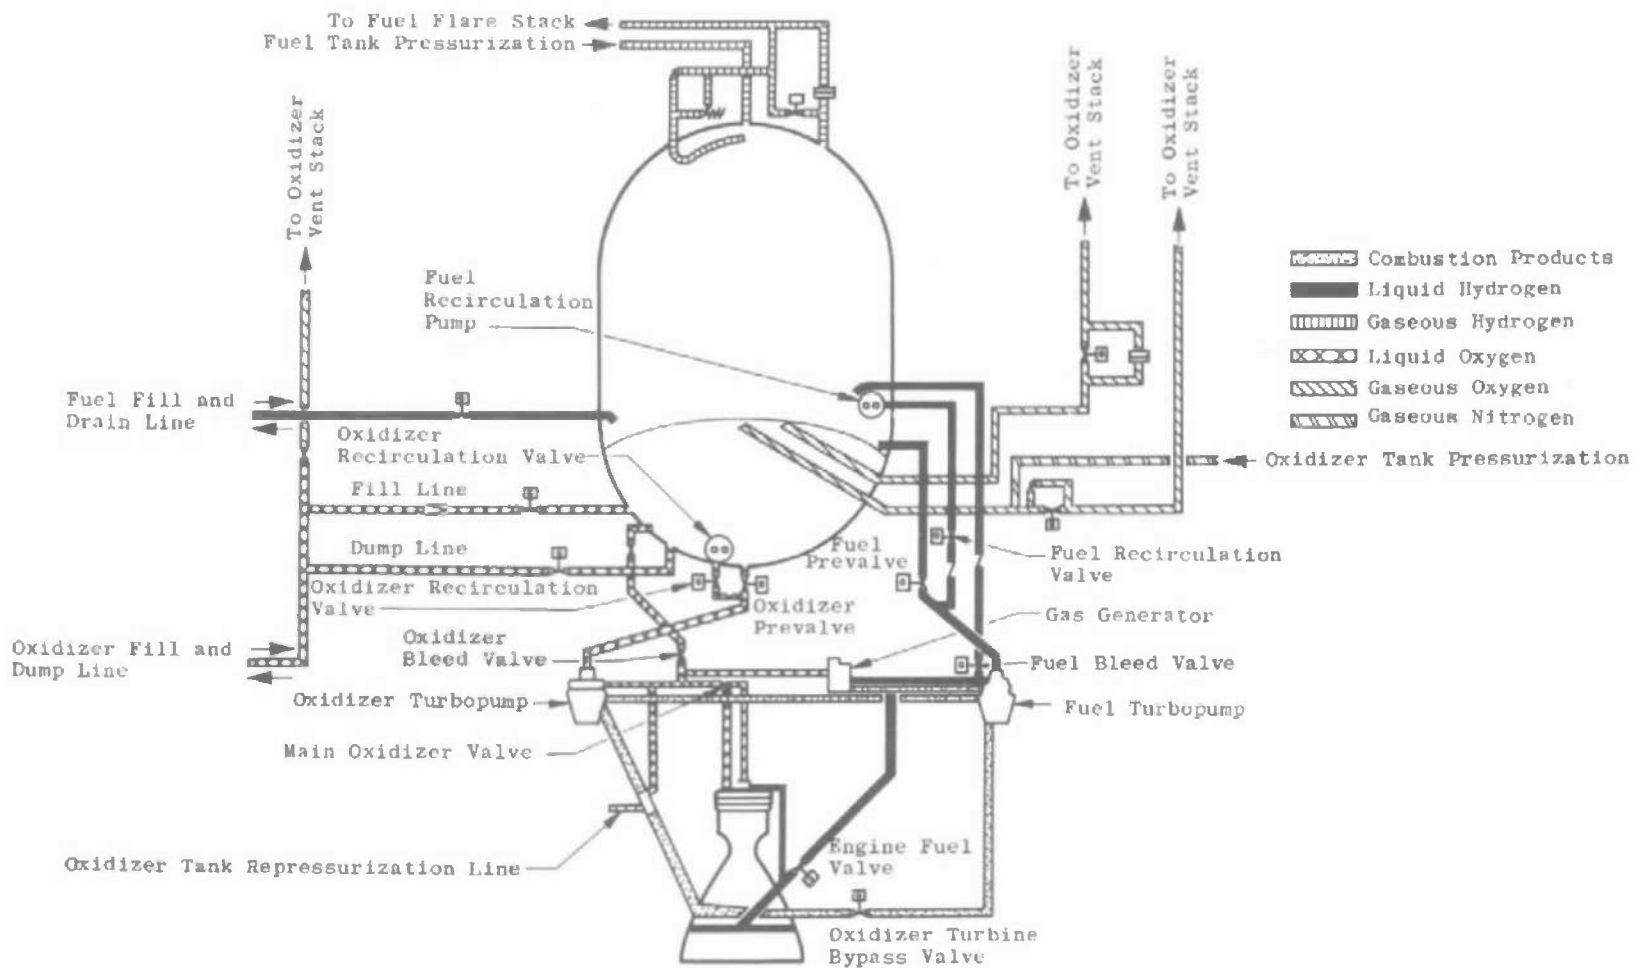 To Fuel Flare Stack
Fuel Tank Pressurization
To Oxidizer
Vent Stack
To Oxidizer
Vent Stack
To Oxidizer
Vent Stack
Combustion Products
Liquid Hydrogen
Gaseous Hydrogen
Liquid Oxygen
Gaseous Oxygen
Gaseous Nitrogen
Fuel
Recirculation
Pump
Fuel Fill and
Drain Line
Oxidizer
Recirculation Valve
Oxidizer Tank Pressurization
Fill Line
Dump Line
Fuel
Prevalve
Fuel Recirculation
Valve
Oxidizer Recirculation
Valve
Oxidizer
Prevalve
Gas Generator
Oxidizer
Bleed Valve
Oxidizer Fill and
Dump Line
Fuel Bleed Valve
Oxidizer Turbopump
Fuel Turbopump
Main Oxidizer Valve
Engine Fuel
Valve
Oxidizer Tank Repressurization Line
Oxidizer Turbine
Bypass Valve